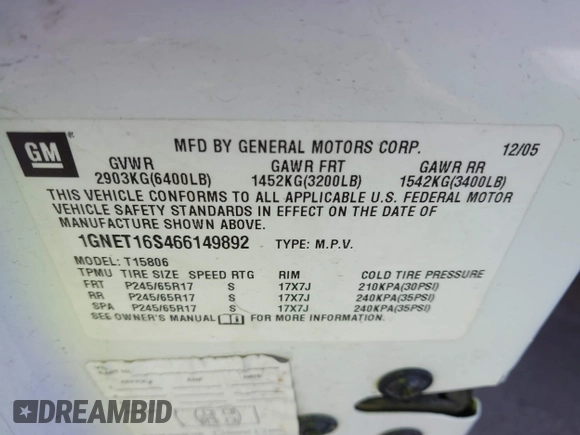 GM
MFD BY GENERAL MOTORS CORP. 12/05
GVWR GAWR FRT GAWR RR
2903KG(6400LB) 1452KG(3200LB) 1542KG(3400LB)
THIS VEHICLE CONFORMS TO ALL APPLICABLE U.S. FEDERAL MOTOR
VEHICLE SAFETY STANDARDS IN EFFECT ON THE DATE OF
MANUFACTURE SHOWN ABOVE.
1GNET16S466149892 TYPE: M.P.V.
MODEL: T15806
TPMU TIRE SIZE SPEED RTG RIM COLD TIRE PRESSURE
FRT P245/65R17 S 17X7J 210KPA(30PSI)
RR P245/65R17 S 17X7J 240KPA(35PSI)
SPA P245/65R17 S 17X7J 240KPA(35PSI)
SEE OWNER'S MANUAL FOR MORE INFORMATION.
DREAMBID